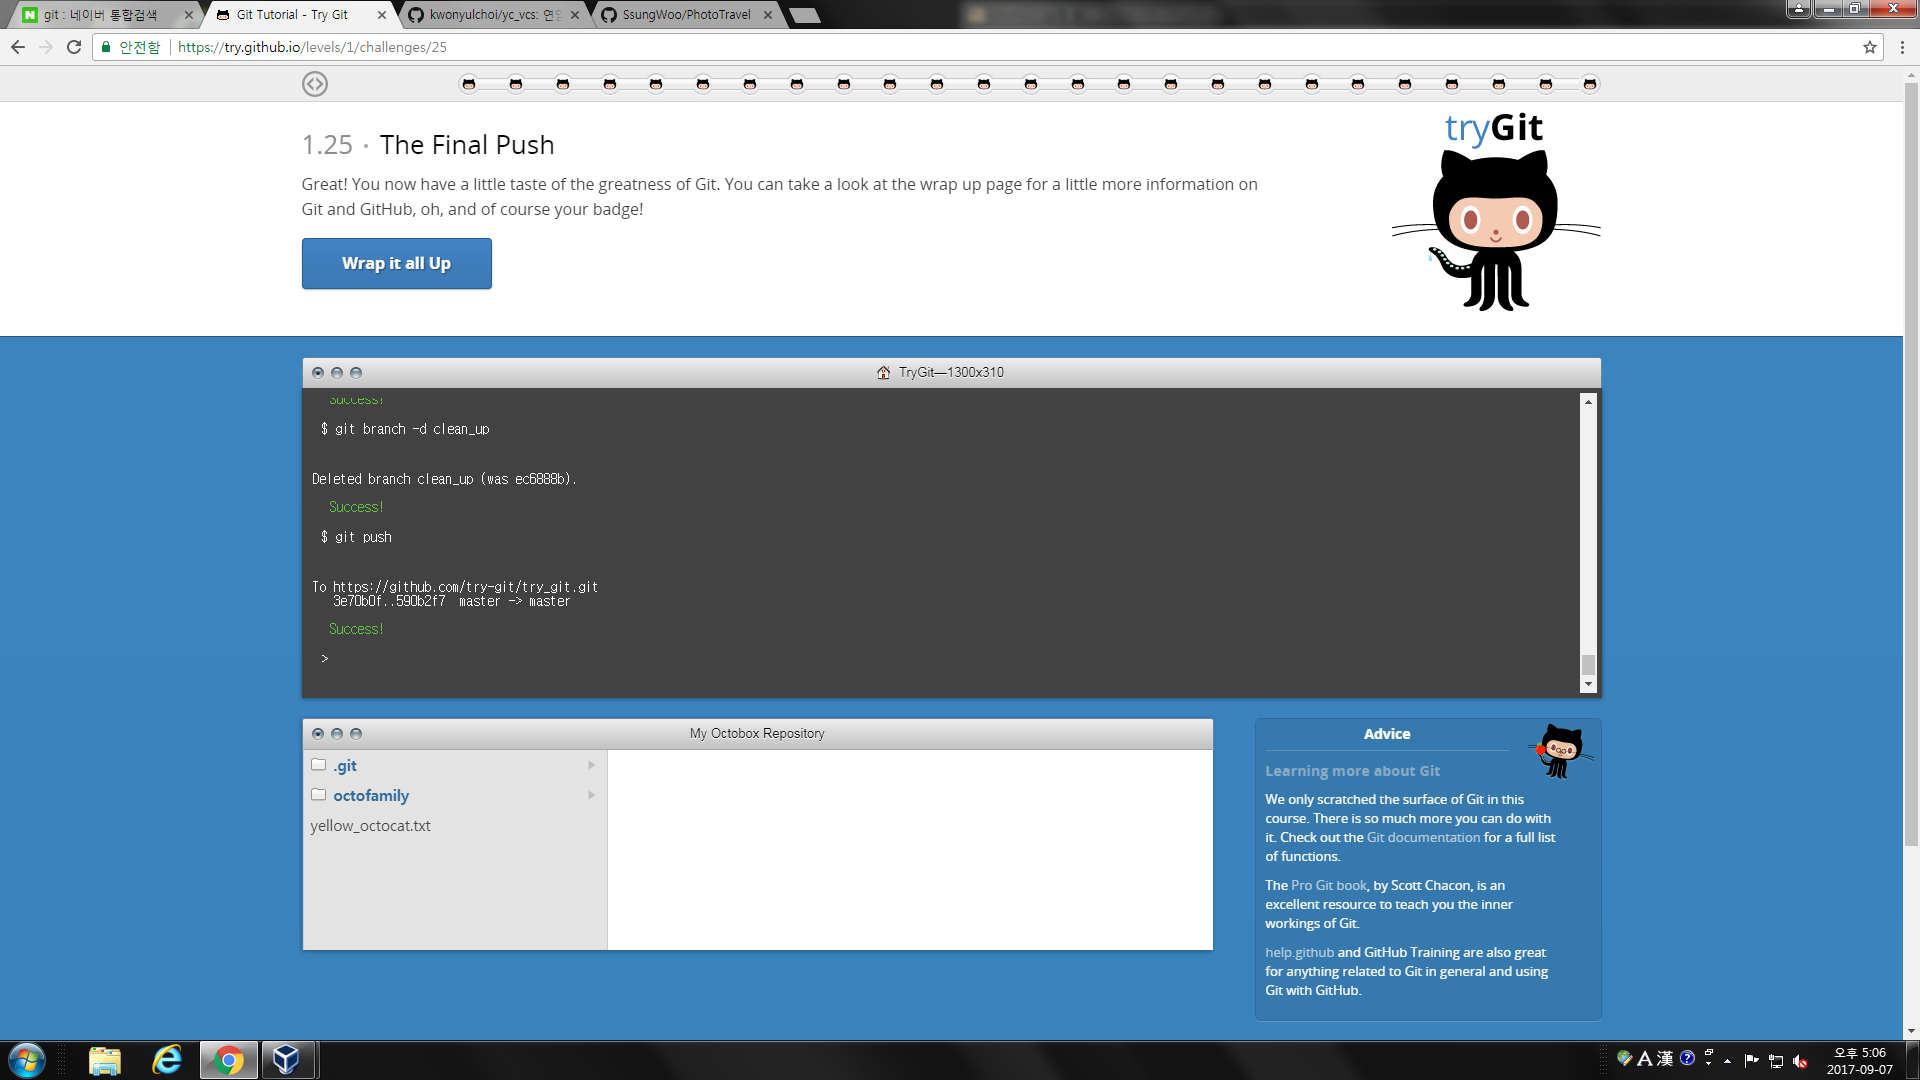 git : 네이버 통합검색
Git Tutorial - Try Git
kwonyulchoi/yc_vcs: 연
SsungWoo/PhotoTravel
안전함
https://try.github.io/levels/1/challenges/25
1.25 · The Final Push
tryGit
Great! You now have a little taste of the greatness of Git. You can take a look at the wrap up page for a little more information on
Git and GitHub, oh, and of course your badge!
Wrap it all Up
TryGit—1300x310
Success!
$ git branch -d clean_up
Deleted branch clean_up (was ec6888b).
Success!
$ git push
To https://github.com/try-git/try_git.git
3e70b0f..590b2f7  master -> master
Success!
>
My Octobox Repository
.git
octofamily
yellow_octocat.txt
Advice
Learning more about Git
We only scratched the surface of Git in this
course. There is so much more you can do with
it. Check out the Git documentation for a full list
of functions.
The Pro Git book, by Scott Chacon, is an
excellent resource to teach you the inner
workings of Git.
help.github and GitHub Training are also great
for anything related to Git in general and using
Git with GitHub.
A 漢
오후 5:06
2017-09-07